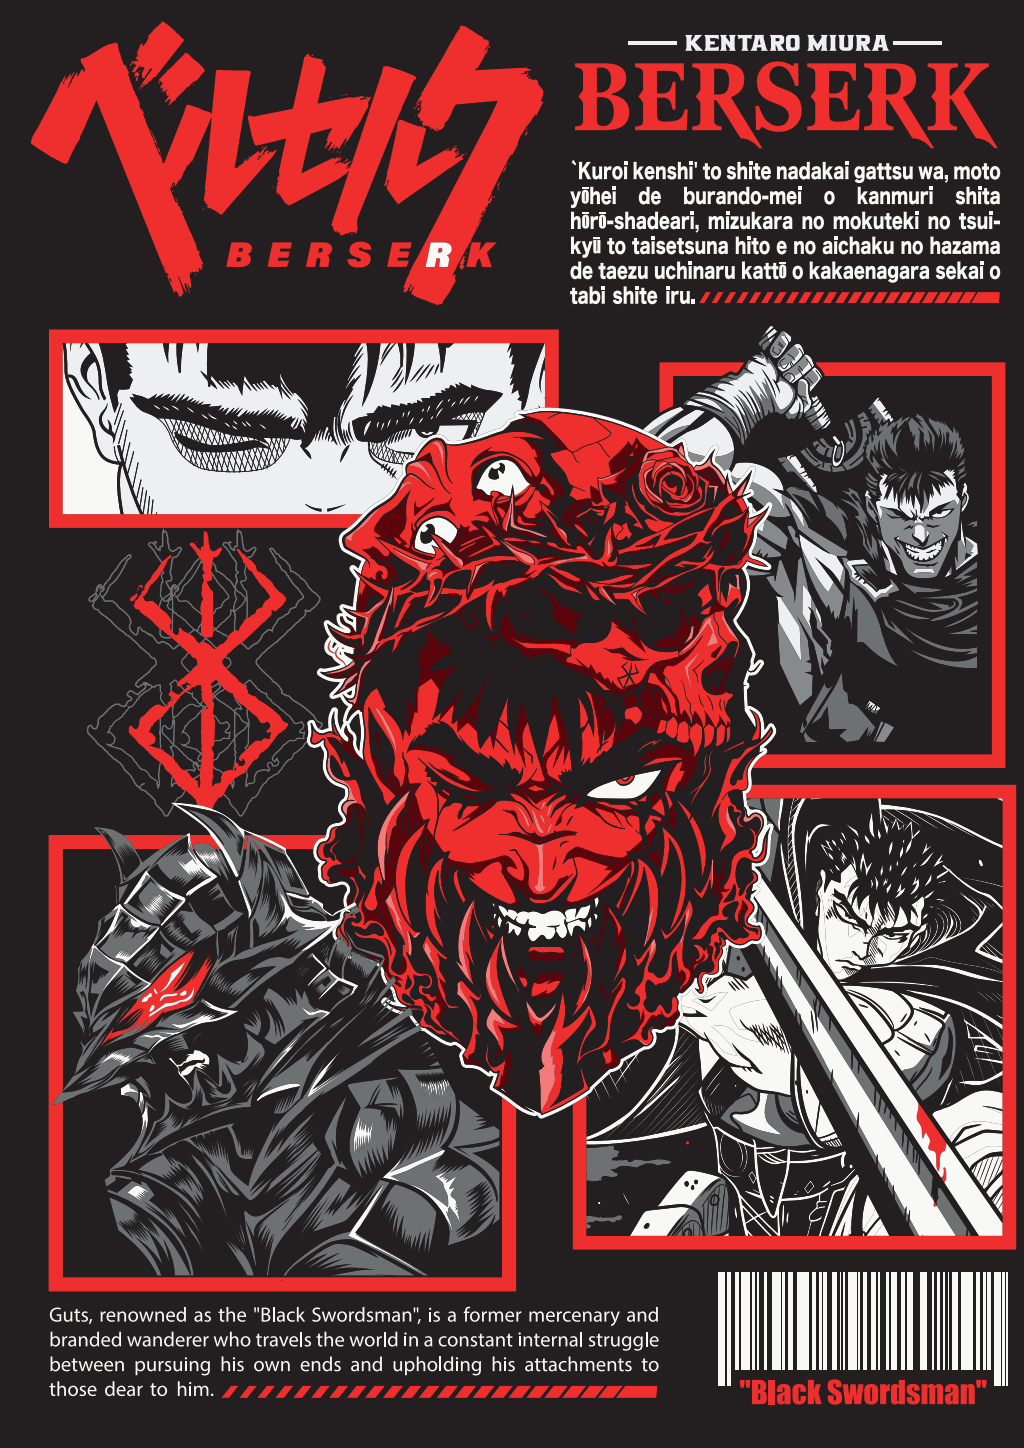 ベルセルク
BERSERK
KENTARO MIURA
BERSERK
`Kuroi kenshi' to shite nadakai gattsu wa, moto
yōhei de burando-mei o kanmuri shita
hōrō-shadeari, mizukara no mokuteki no tsui-
kyū to taisetsuna hito e no aichaku no hazama
de taezu uchinaru kattō o kakaenagara sekai o
tabi shite iru.
Guts, renowned as the "Black Swordsman", is a former mercenary and
branded wanderer who travels the world in a constant internal struggle
between pursuing his own ends and upholding his attachments to
those dear to him.
"Black Swordsman"